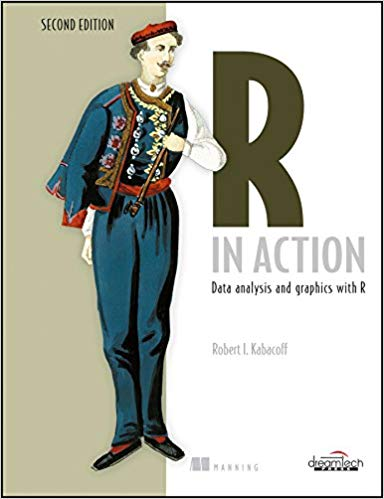 SECOND EDITION
R
IN ACTION
Data analysis and graphics with R
Robert I. Kabacoff
MANNING
dreamtech
PRESS